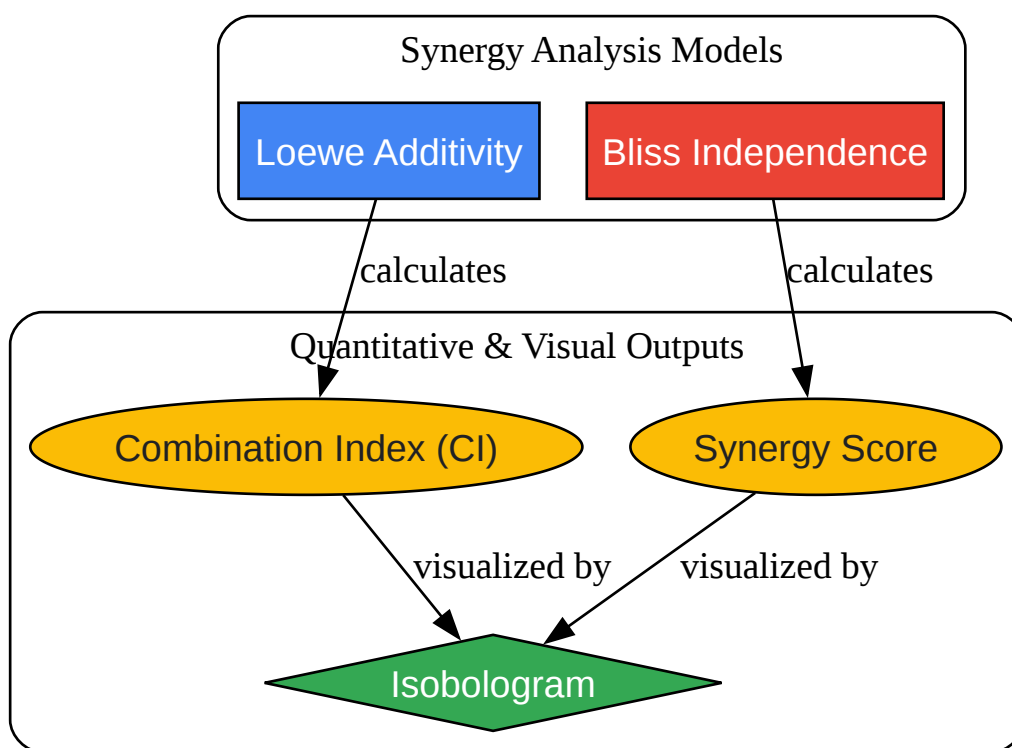 Synergy Analysis Models
Loewe Additivity
Bliss Independence
calculates
calculates
Quantitative & Visual Outputs
Combination Index (CI)
Synergy Score
visualized by
visualized by
Isobologram